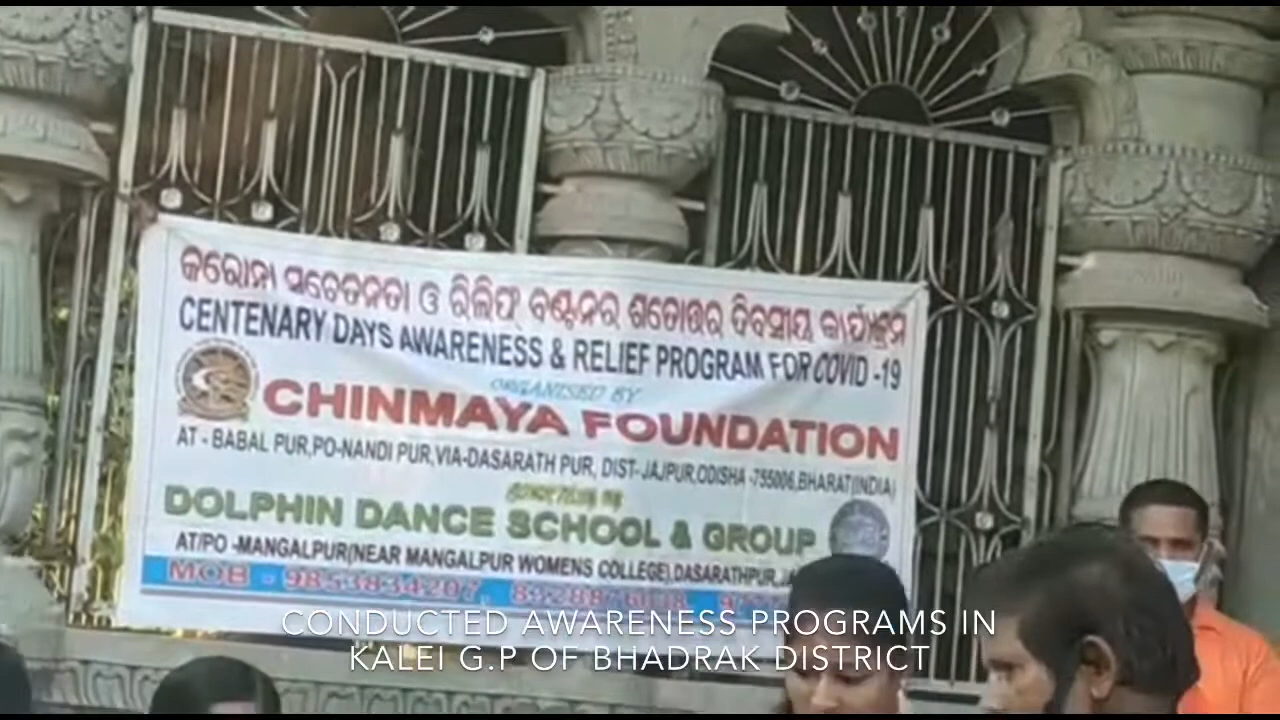 କରୋନା ସଚେତନତା ଓ ରିଲିଫ୍ ବଣ୍ଟନର ଶତୋତ୍ତର ଦିବସୀୟ କାର୍ଯ୍ୟକ୍ରମ
CENTENARY DAYS AWARENESS & RELIEF PROGRAM FOR COVID -19
ORGANISED BY
CHINMAYA FOUNDATION
AT - BABAL PUR,PO-NANDI PUR,VIA-DASARATH PUR, DIST-JAJPUR,ODISHA -755006,BHARAT(INDIA)
DOLPHIN DANCE SCHOOL & GROUP
AT/PO -MANGALPUR(NEAR MANGALPUR WOMENS COLLEGE),DASARATHPUR,
MOB - 9853834207,
CONDUCTED AWARENESS PROGRAMS IN
KALEI G.P OF BHADRAK DISTRICT